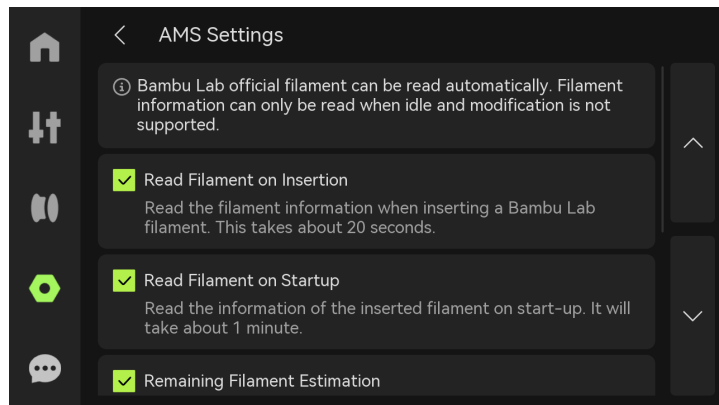 AMS Settings
Bambu Lab official filament can be read automatically. Filament
information can only be read when idle and modification is not
supported.
Read Filament on Insertion
Read the filament information when inserting a Bambu Lab
filament. This takes about 20 seconds.
Read Filament on Startup
Read the information of the inserted filament on start-up. It will
take about 1 minute.
Remaining Filament Estimation